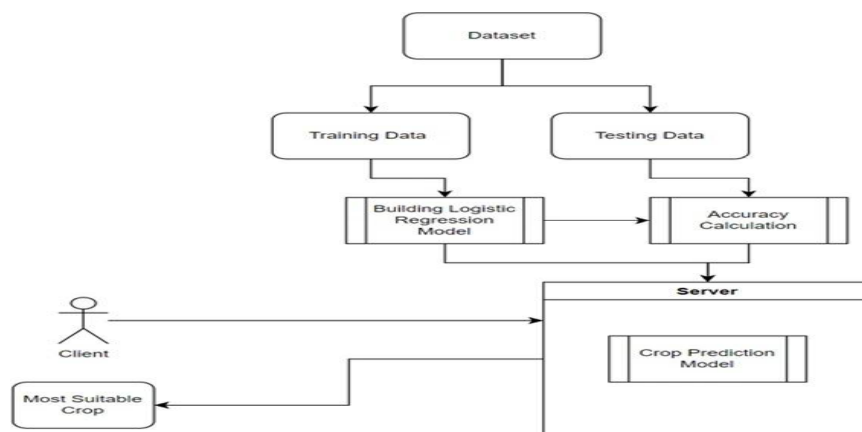 Dataset
Training Data
Testing Data
Building Logistic
Regression
Model
Accuracy
Calculation
Server
Client
Crop Prediction
Model
Most Suitable
Crop